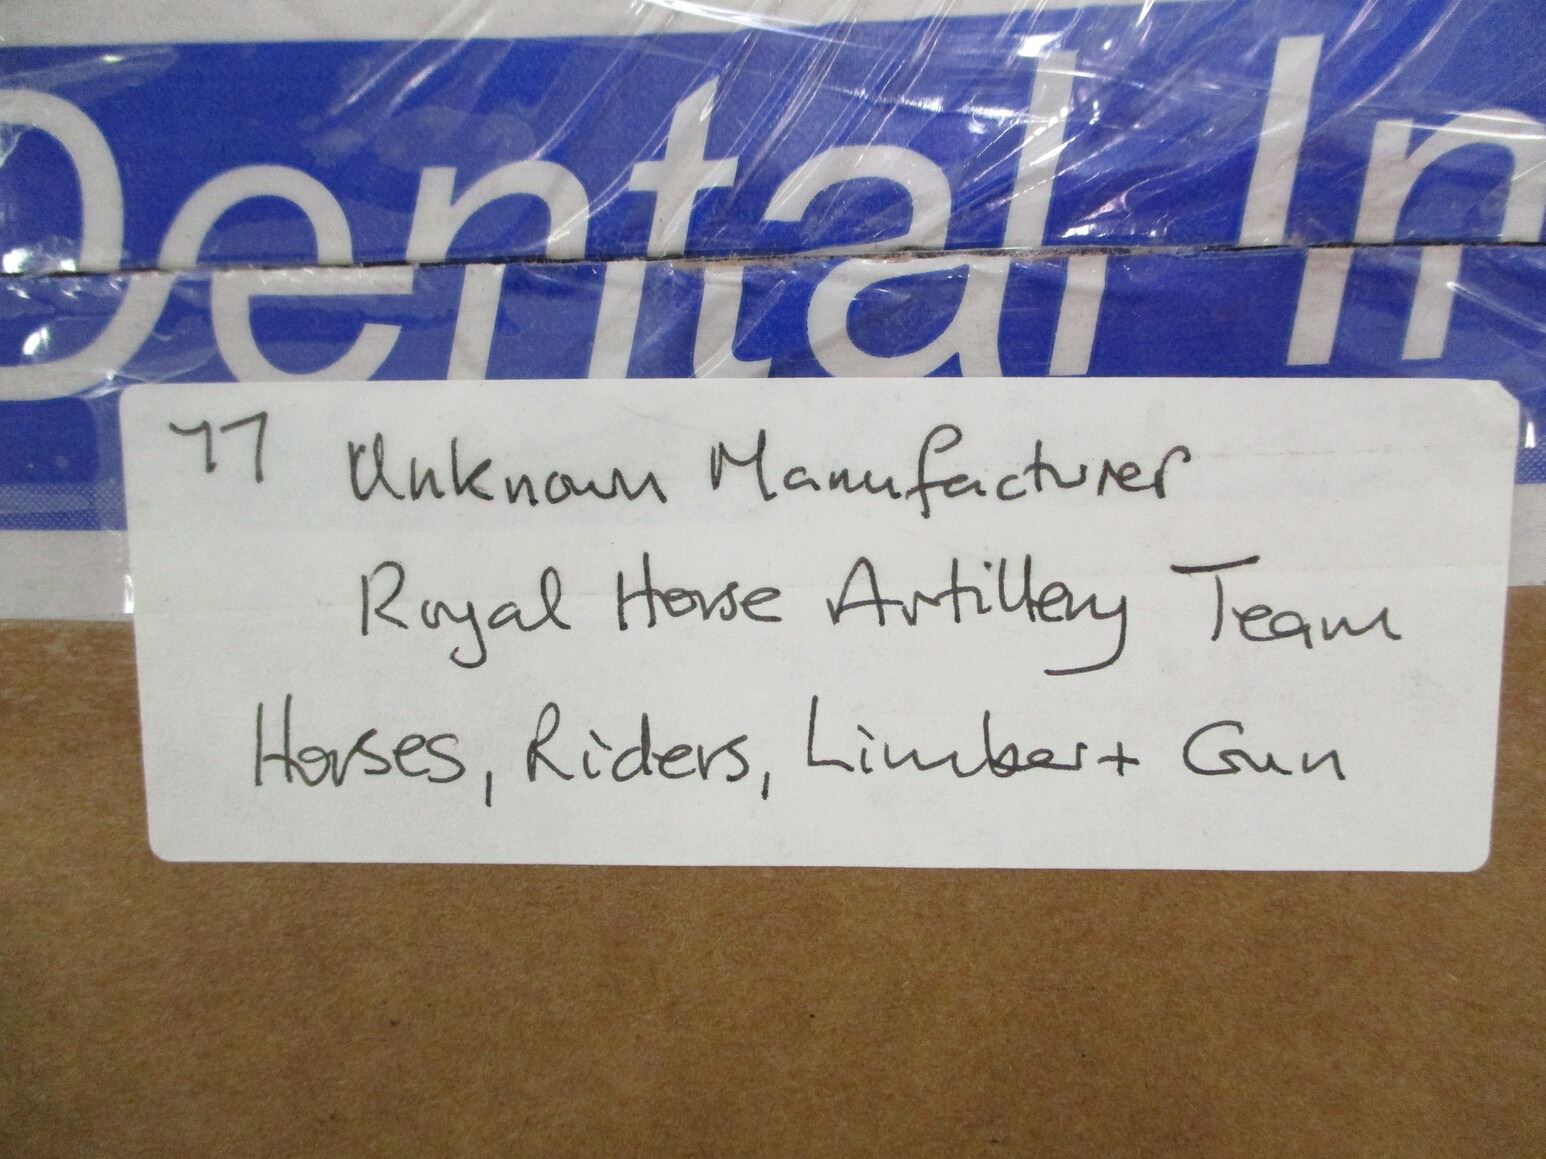 Dental In
77 Unknown Manufacturer
Royal Horse Artillery Team
Horses, Riders, Limber + Gun